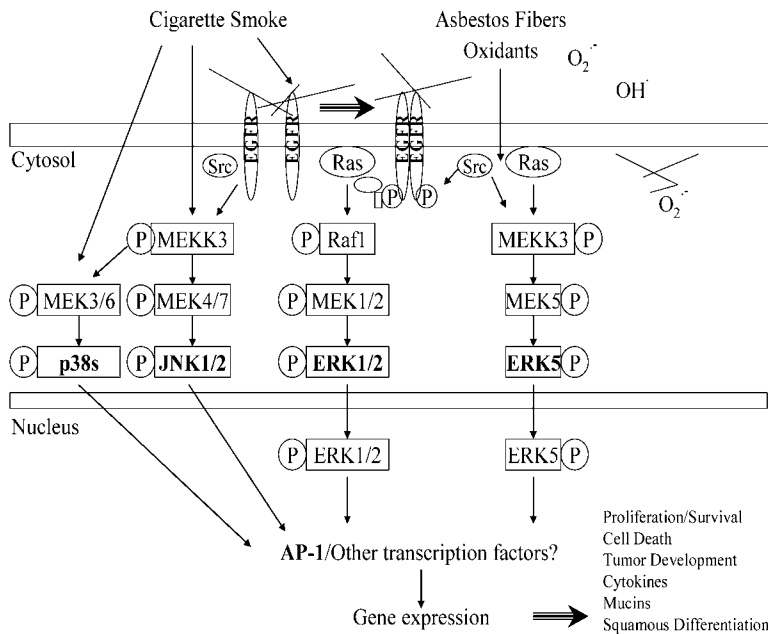 Cigarette Smoke
Asbestos Fibers
Oxidants
O2·-
OH·
EGFR
EGFR
EGFR
EGFR
Cytosol
Src
Ras
Src
Ras
P
P
O2·-
P MEKK3
P Raf1
MEKK3 P
P MEK3/6
P MEK4/7
P MEK1/2
MEK5 P
P p38s
P JNK1/2
P ERK1/2
ERK5 P
Nucleus
P ERK1/2
ERK5 P
AP-1/Other transcription factors?
Gene expression
Proliferation/Survival
Cell Death
Tumor Development
Cytokines
Mucins
Squamous Differentiation